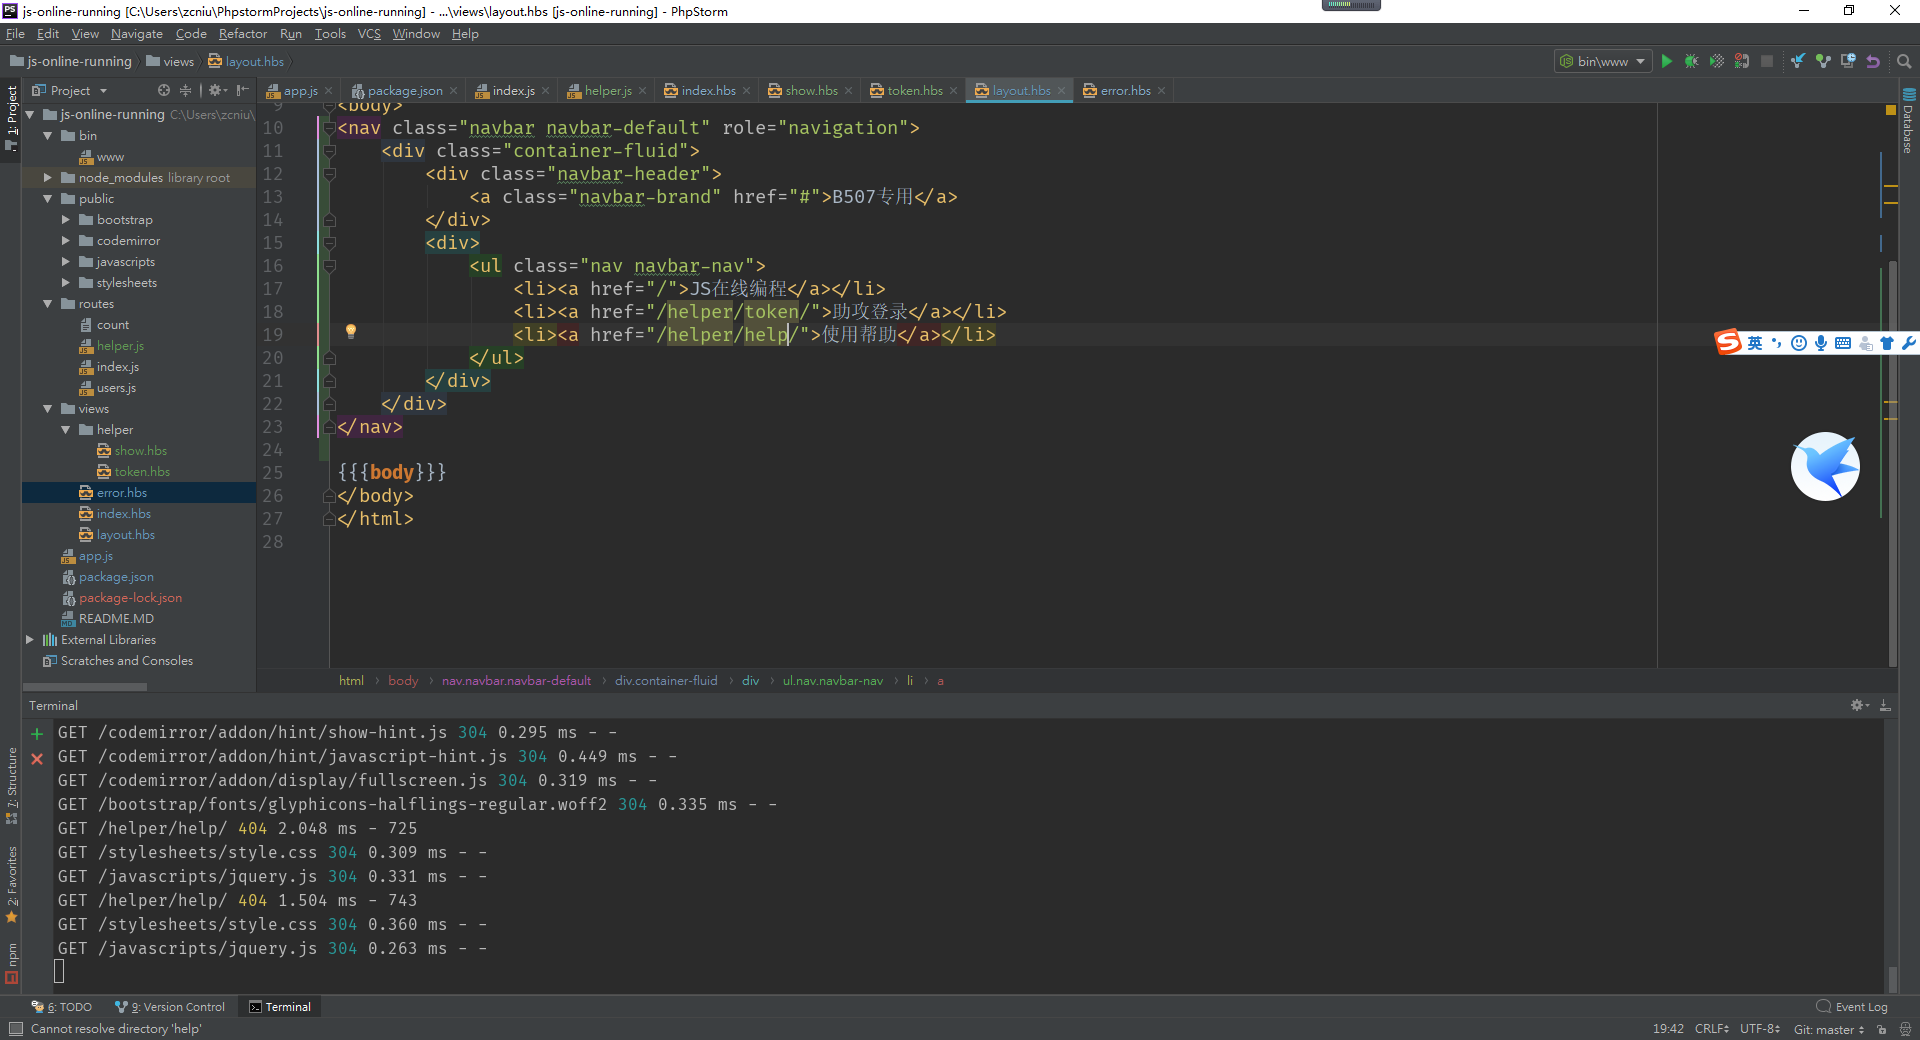 js-online-running [C:\Users\zcniu\PhpstormProjects\js-online-running] - ...\views\layout.hbs [js-online-running] - PhpStorm
File Edit View Navigate Code Refactor Run Tools VCS Window Help
js-online-running views layout.hbs
bin\www
1: Project
Project
app.js package.json index.js helper.js index.hbs show.hbs token.hbs layout.hbs error.hbs
Database
js-online-running C:\Users\zcniu\
bin
www
node_modules library root
public
bootstrap
codemirror
javascripts
stylesheets
routes
count
helper.js
index.js
users.js
views
helper
show.hbs
token.hbs
error.hbs
index.hbs
layout.hbs
app.js
package.json
package-lock.json
README.MD
External Libraries
Scratches and Consoles
9 <body>
10 <nav class="navbar navbar-default" role="navigation">
11 <div class="container-fluid">
12 <div class="navbar-header">
13 <a class="navbar-brand" href="#">B507专用</a>
14 </div>
15 <div>
16 <ul class="nav navbar-nav">
17 <li><a href="/">JS在线编程</a></li>
18 <li><a href="/helper/token/">助攻登录</a></li>
19 <li><a href="/helper/help/">使用帮助</a></li>
20 </ul>
21 </div>
22 </div>
23 </nav>
24
25 {{{body}}}
26 </body>
27 </html>
28
英
html body nav.navbar.navbar-default div.container-fluid div ul.nav.navbar-nav li a
Terminal
GET /codemirror/addon/hint/show-hint.js 304 0.295 ms - -
GET /codemirror/addon/hint/javascript-hint.js 304 0.449 ms - -
GET /codemirror/addon/display/fullscreen.js 304 0.319 ms - -
GET /bootstrap/fonts/glyphicons-halflings-regular.woff2 304 0.335 ms - -
GET /helper/help/ 404 2.048 ms - 725
GET /stylesheets/style.css 304 0.309 ms - -
GET /javascripts/jquery.js 304 0.331 ms - -
GET /helper/help/ 404 1.504 ms - 743
GET /stylesheets/style.css 304 0.360 ms - -
GET /javascripts/jquery.js 304 0.263 ms - -
7: Structure
2: Favorites
npm
6: TODO 9: Version Control Terminal Event Log
Cannot resolve directory 'help' 19:42 CRLF UTF-8 Git: master